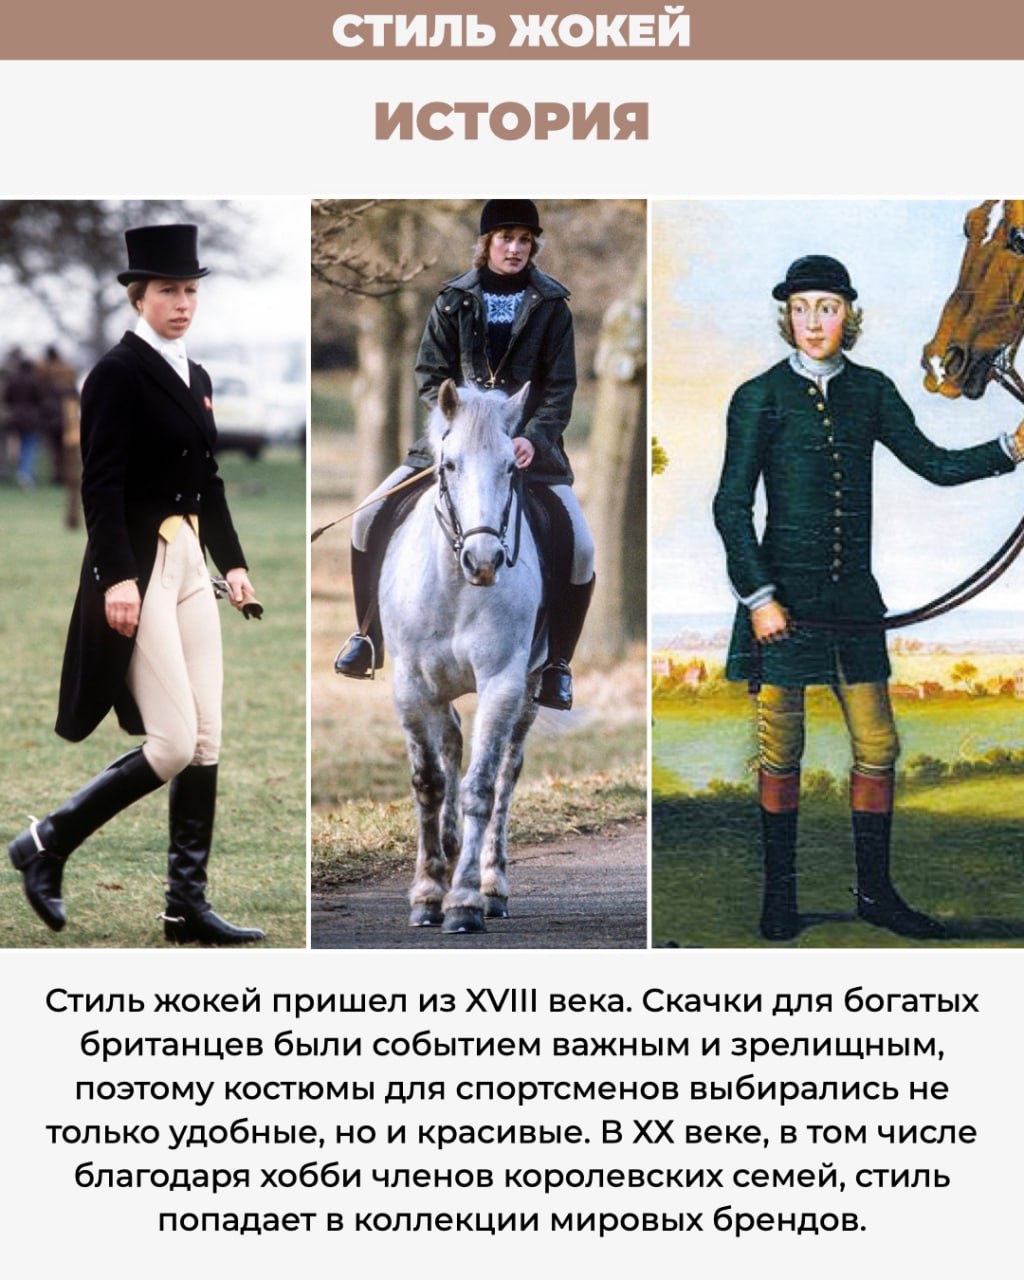 СТИЛЬ ЖОКЕЙ
ИСТОРИЯ
Стиль жокей пришел из XVIII века. Скачки для богатых
британцев были событием важным и зрелищным,
поэтому костюмы для спортсменов выбирались не
только удобные, но и красивые. В XX веке, в том числе
благодаря хобби членов королевских семей, стиль
попадает в коллекции мировых брендов.